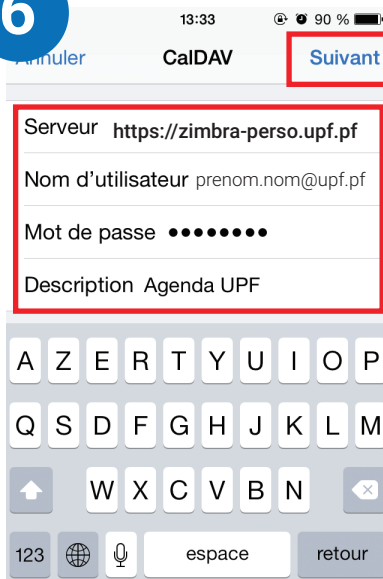 6
13:33 90 %
Annuler CalDAV Suivant
Serveur https://zimbra-perso.upf.pf
Nom d'utilisateur prenom.nom@upf.pf
Mot de passe ●●●●●●●●
Description Agenda UPF
A Z E R T Y U I O P
Q S D F G H J K L M
W X C V B N
123 espace retour